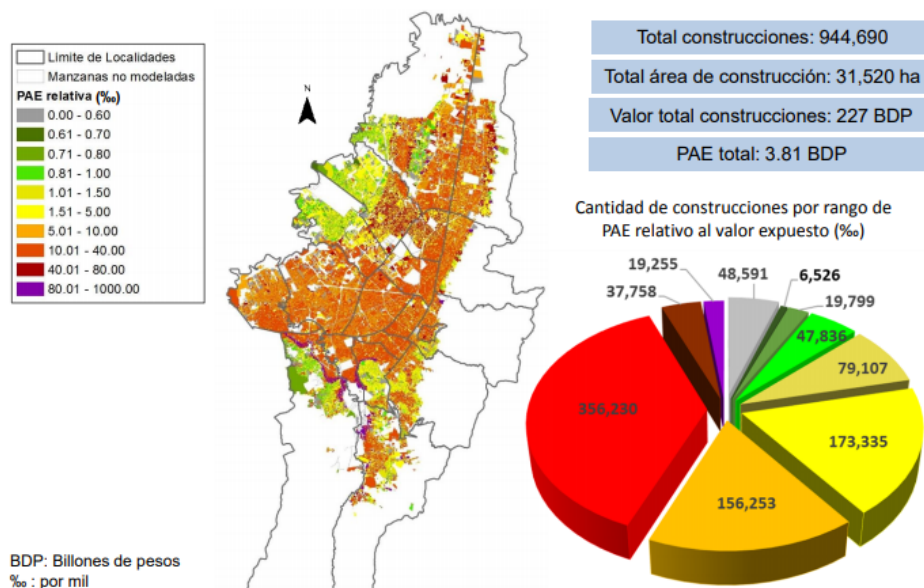 Límite de Localidades
Manzanas no modeladas
PAE relativa (‰)
0.00 - 0.60
0.61 - 0.70
0.71 - 0.80
0.81 - 1.00
1.01 - 1.50
1.51 - 5.00
5.01 - 10.00
10.01 - 40.00
40.01 - 80.00
80.01 - 1000.00
N
Total construcciones: 944,690
Total área de construcción: 31,520 ha
Valor total construcciones: 227 BDP
PAE total: 3.81 BDP
Cantidad de construcciones por rango de
PAE relativo al valor expuesto (‰)
19,255
48,591
6,526
37,758
19,799
47,836
79,107
356,230
173,335
156,253
BDP: Billones de pesos
‰ : por mil